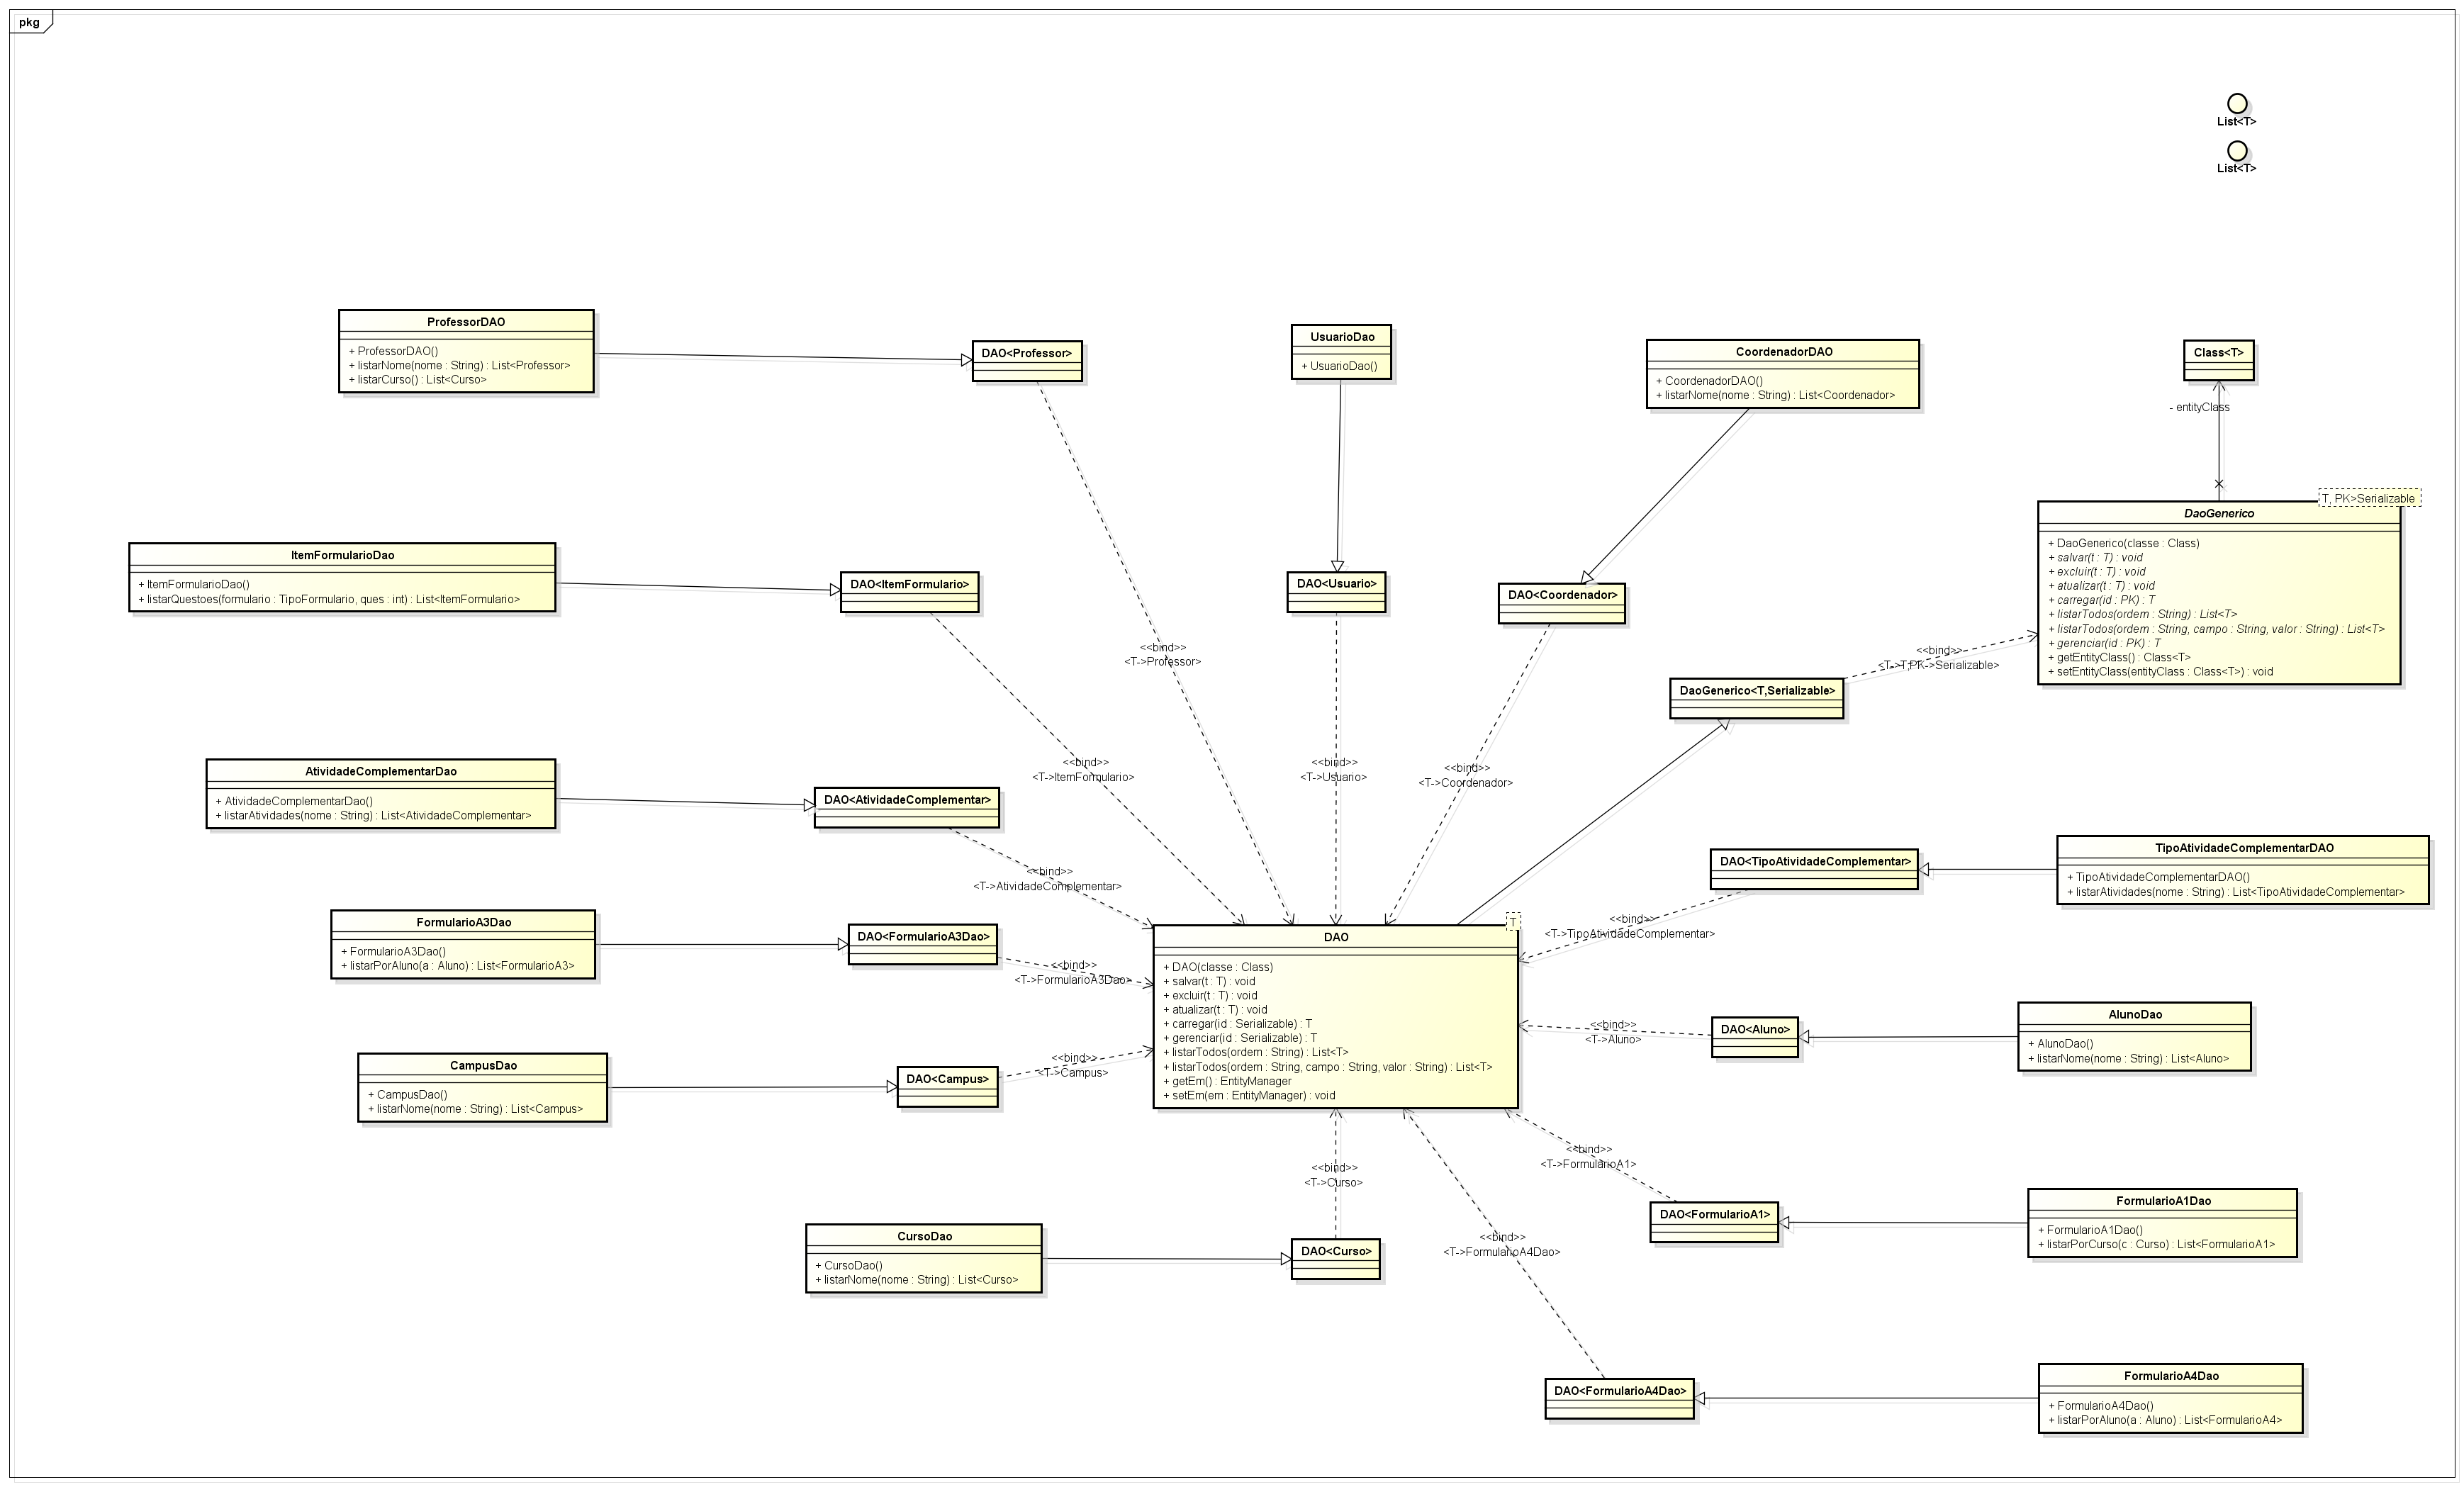 pkg
List<T>
List<T>
ProfessorDAO
+ ProfessorDAO()
+ listarNome(nome : String) : List<Professor>
+ listarCurso() : List<Curso>
DAO<Professor>
UsuarioDao
+ UsuarioDao()
CoordenadorDAO
+ CoordenadorDAO()
+ listarNome(nome : String) : List<Coordenador>
Class<T>
- entityClass
T, PK>Serializable
DaoGenerico
+ DaoGenerico(classe : Class)
+ salvar(t : T) : void
+ excluir(t : T) : void
+ atualizar(t : T) : void
+ carregar(id : PK) : T
+ listarTodos(ordem : String) : List<T>
+ listarTodos(ordem : String, campo : String, valor : String) : List<T>
+ gerenciar(id : PK) : T
+ getEntityClass() : Class<T>
+ setEntityClass(entityClass : Class<T>) : void
ItemFormularioDao
+ ItemFormularioDao()
+ listarQuestoes(formulario : TipoFormulario, ques : int) : List<ItemFormulario>
DAO<ItemFormulario>
DAO<Usuario>
DAO<Coordenador>
<<bind>>
<T->Professor>
<<bind>>
<T->T,PK->Serializable>
DaoGenerico<T,Serializable>
<<bind>>
<T->ItemFormulario>
<<bind>>
<T->Usuario>
<<bind>>
<T->Coordenador>
AtividadeComplementarDao
+ AtividadeComplementarDao()
+ listarAtividades(nome : String) : List<AtividadeComplementar>
DAO<AtividadeComplementar>
<<bind>>
<T->AtividadeComplementar>
DAO<TipoAtividadeComplementar>
TipoAtividadeComplementarDAO
+ TipoAtividadeComplementarDAO()
+ listarAtividades(nome : String) : List<TipoAtividadeComplementar>
<<bind>>
<T->TipoAtividadeComplementar>
FormularioA3Dao
+ FormularioA3Dao()
+ listarPorAluno(a : Aluno) : List<FormularioA3>
DAO<FormularioA3Dao>
<<bind>>
<T->FormularioA3Dao>
T
DAO
+ DAO(classe : Class)
+ salvar(t : T) : void
+ excluir(t : T) : void
+ atualizar(t : T) : void
+ carregar(id : Serializable) : T
+ gerenciar(id : Serializable) : T
+ listarTodos(ordem : String) : List<T>
+ listarTodos(ordem : String, campo : String, valor : String) : List<T>
+ getEm() : EntityManager
+ setEm(em : EntityManager) : void
<<bind>>
<T->Aluno>
DAO<Aluno>
AlunoDao
+ AlunoDao()
+ listarNome(nome : String) : List<Aluno>
CampusDao
+ CampusDao()
+ listarNome(nome : String) : List<Campus>
DAO<Campus>
<<bind>>
<T->Campus>
<<bind>>
<T->Curso>
<<bind>>
<T->FormularioA1>
DAO<FormularioA1>
FormularioA1Dao
+ FormularioA1Dao()
+ listarPorCurso(c : Curso) : List<FormularioA1>
CursoDao
+ CursoDao()
+ listarNome(nome : String) : List<Curso>
DAO<Curso>
<<bind>>
<T->FormularioA4Dao>
DAO<FormularioA4Dao>
FormularioA4Dao
+ FormularioA4Dao()
+ listarPorAluno(a : Aluno) : List<FormularioA4>